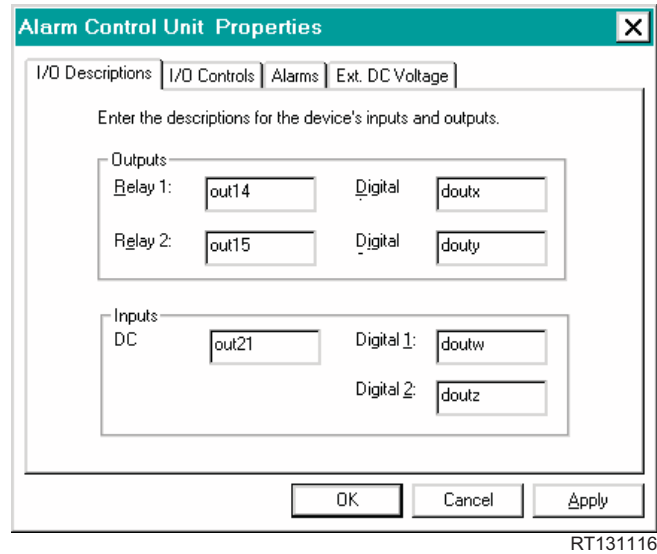 Alarm Control Unit Properties
I/O Descriptions I/O Controls Alarms Ext. DC Voltage
Enter the descriptions for the device's inputs and outputs.
Outputs
Relay 1: out14 Digital doutx
Relay 2: out15 Digital douty
Inputs
DC out21 Digital 1: doutw
Digital 2: doutz
OK Cancel Apply
RT131116